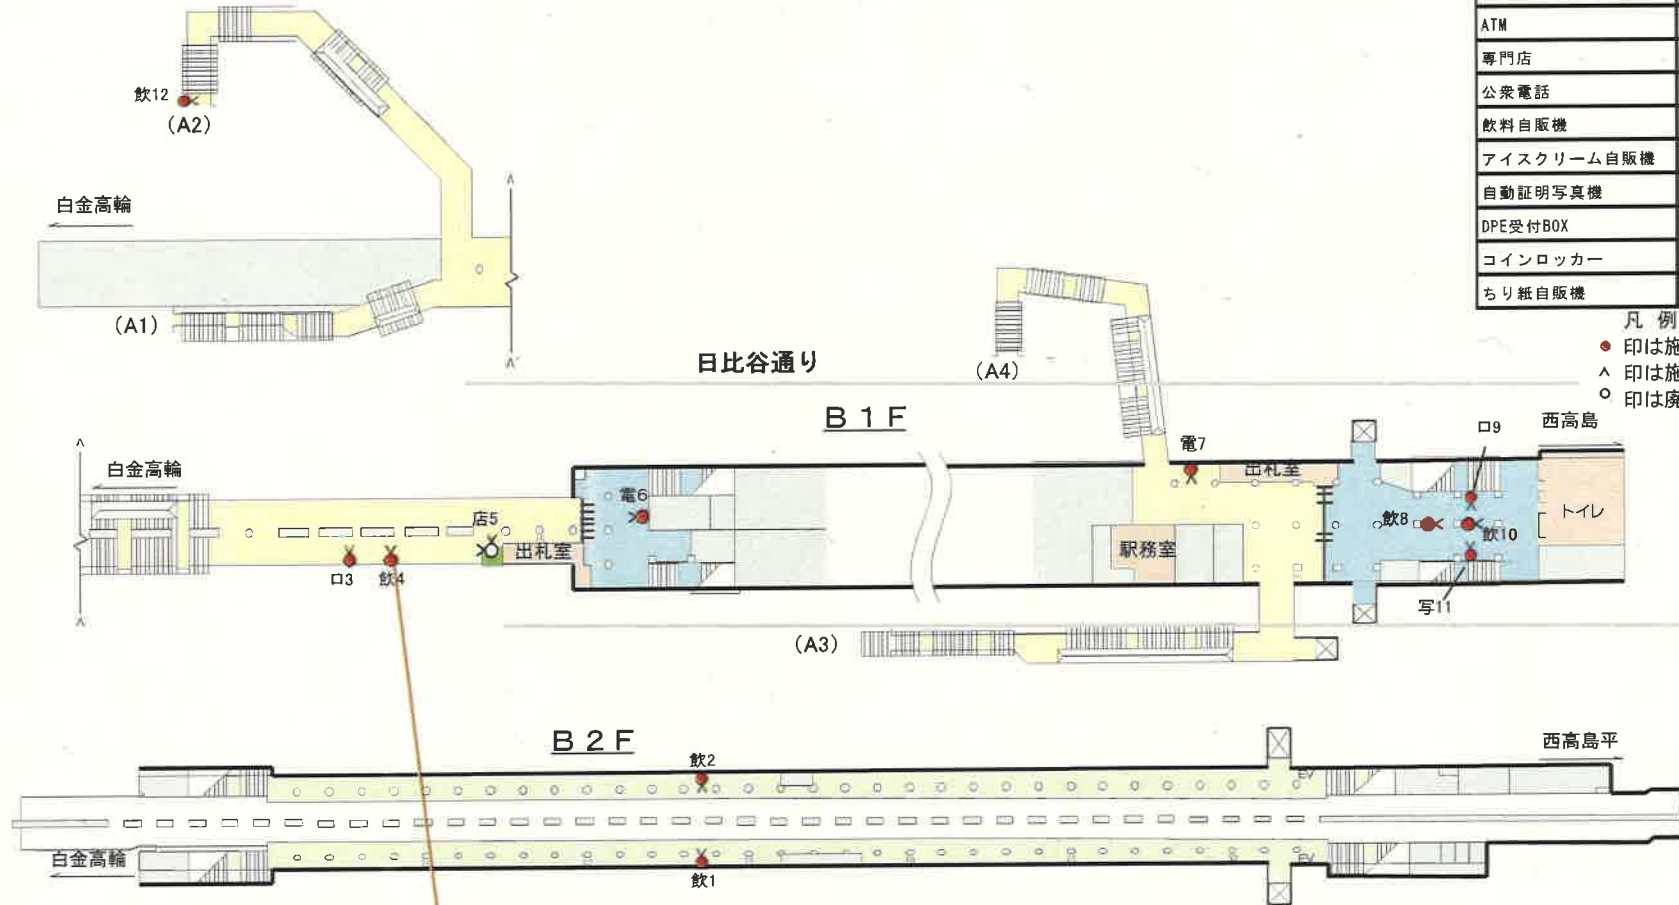 ATM
専門店
公衆電話
飲料自販機
アイスクリーム自販機
自動証明写真機
DPE受付BOX
コインロッカー
ちり紙自販機
凡 例
印は施
印は施
印は廃
飲12
(A2)
白金高輪
A
(A1)
A'
日比谷通り
(A4)
B1F
西高島
口9
電7
出札室
A
白金高輪
電6
店5
出札室
飲8
飲10
トイレ
駅務室
口3
飲4
写11
A'
(A3)
B2F
飲2
西高島平
EV
白金高輪
飲1
EV